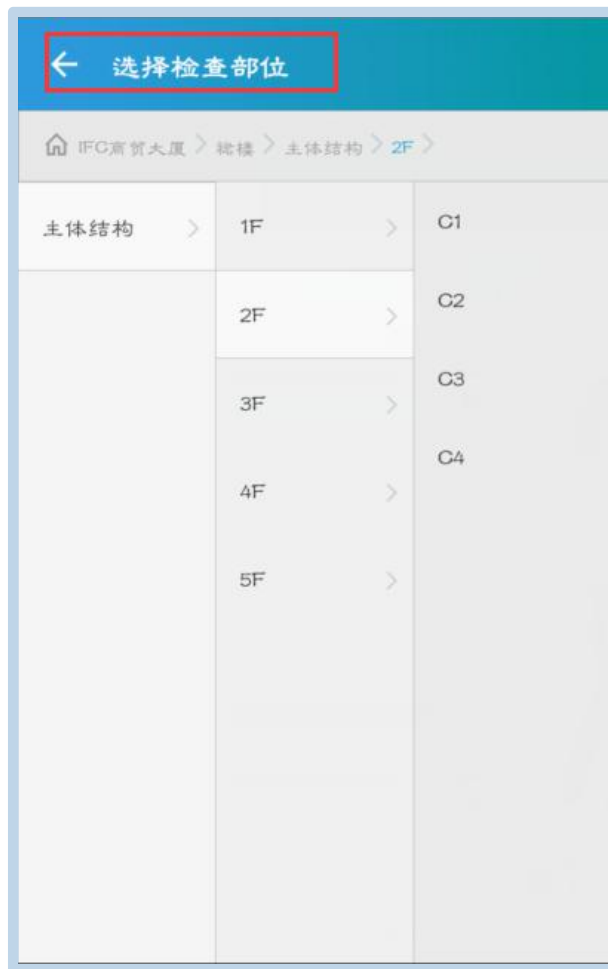 选择检查部位
IFC商贸大厦 > 裙楼 > 主体结构 > 2F >
主体结构 >
1F >
2F >
3F >
4F >
5F >
C1
C2
C3
C4